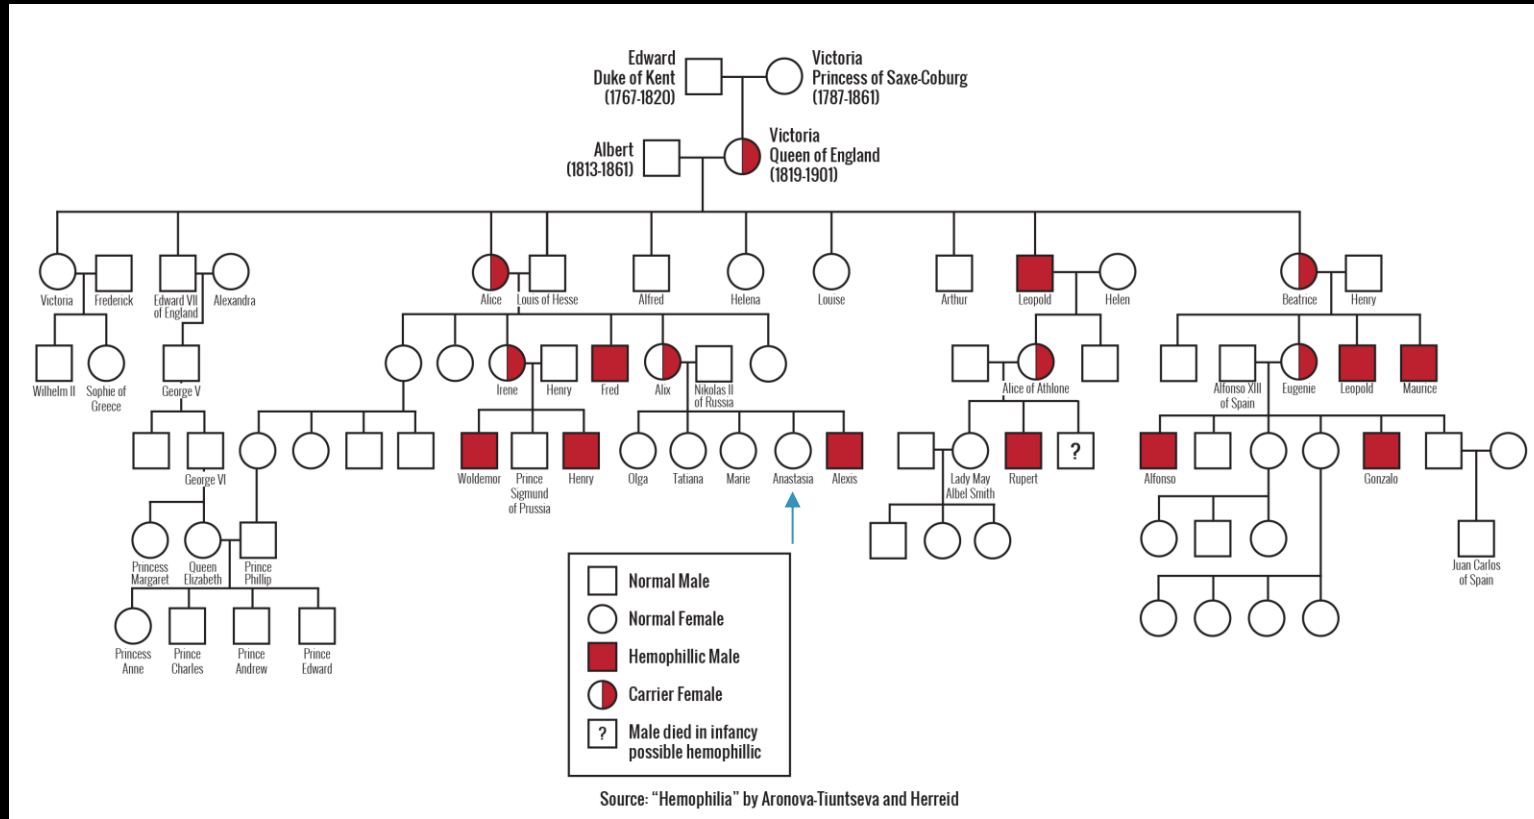 Edward
Duke of Kent
(1767-1820)
Victoria
Princess of Saxe-Coburg
(1787-1861)
Albert
(1813-1861)
Victoria
Queen of England
(1819-1901)
Victoria
Frederick
Edward VII
of England
Alexandra
Alice
Louis of Hesse
Alfred
Helena
Louise
Arthur
Leopold
Helen
Beatrice
Henry
Wilhelm II
Sophie of
Greece
George V
Irene
Henry
Fred
Alix
Nikolas II
of Russia
Alice of Athlone
Alfonso XIII
of Spain
Eugenie
Leopold
Maurice
George VI
Woldemor
Prince
Sigmund
of Prussia
Henry
Olga
Tatiana
Marie
Anastasia
Alexis
Lady May
Albel Smith
Rupert
?
Alfonso
Gonzalo
Princess
Margaret
Queen
Elizabeth
Prince
Phillip
Juan Carlos
of Spain
Princess
Anne
Prince
Charles
Prince
Andrew
Prince
Edward
Normal Male
Normal Female
Hemophillic Male
Carrier Female
?
Male died in infancy
possible hemophillic
Source: “Hemophilia” by Aronova-Tiuntseva and Herreid